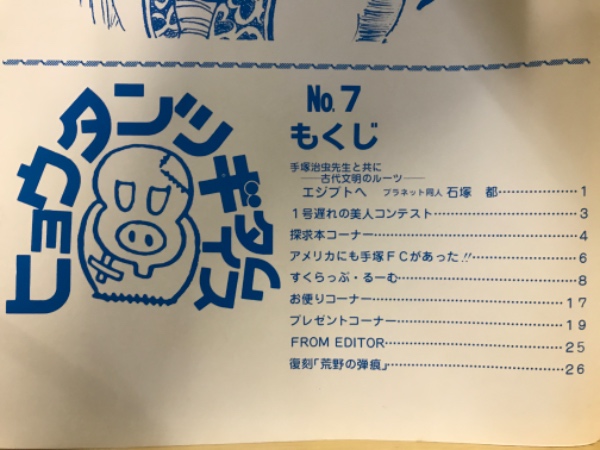 ヒョウタンツギタイムス
No.7
もくじ
手塚治虫先生と共に
──古代文明のルーツ──
エジプトへ プラネット同人 石塚 都………………1
1号遅れの美人コンテスト………………3
探求本コーナー………………4
アメリカにも手塚FCがあった!!………………6
すくらっぷ・るーむ………………8
お便りコーナー………………17
プレゼントコーナー………………19
FROM EDITOR………………25
復刻「荒野の弾痕」………………26